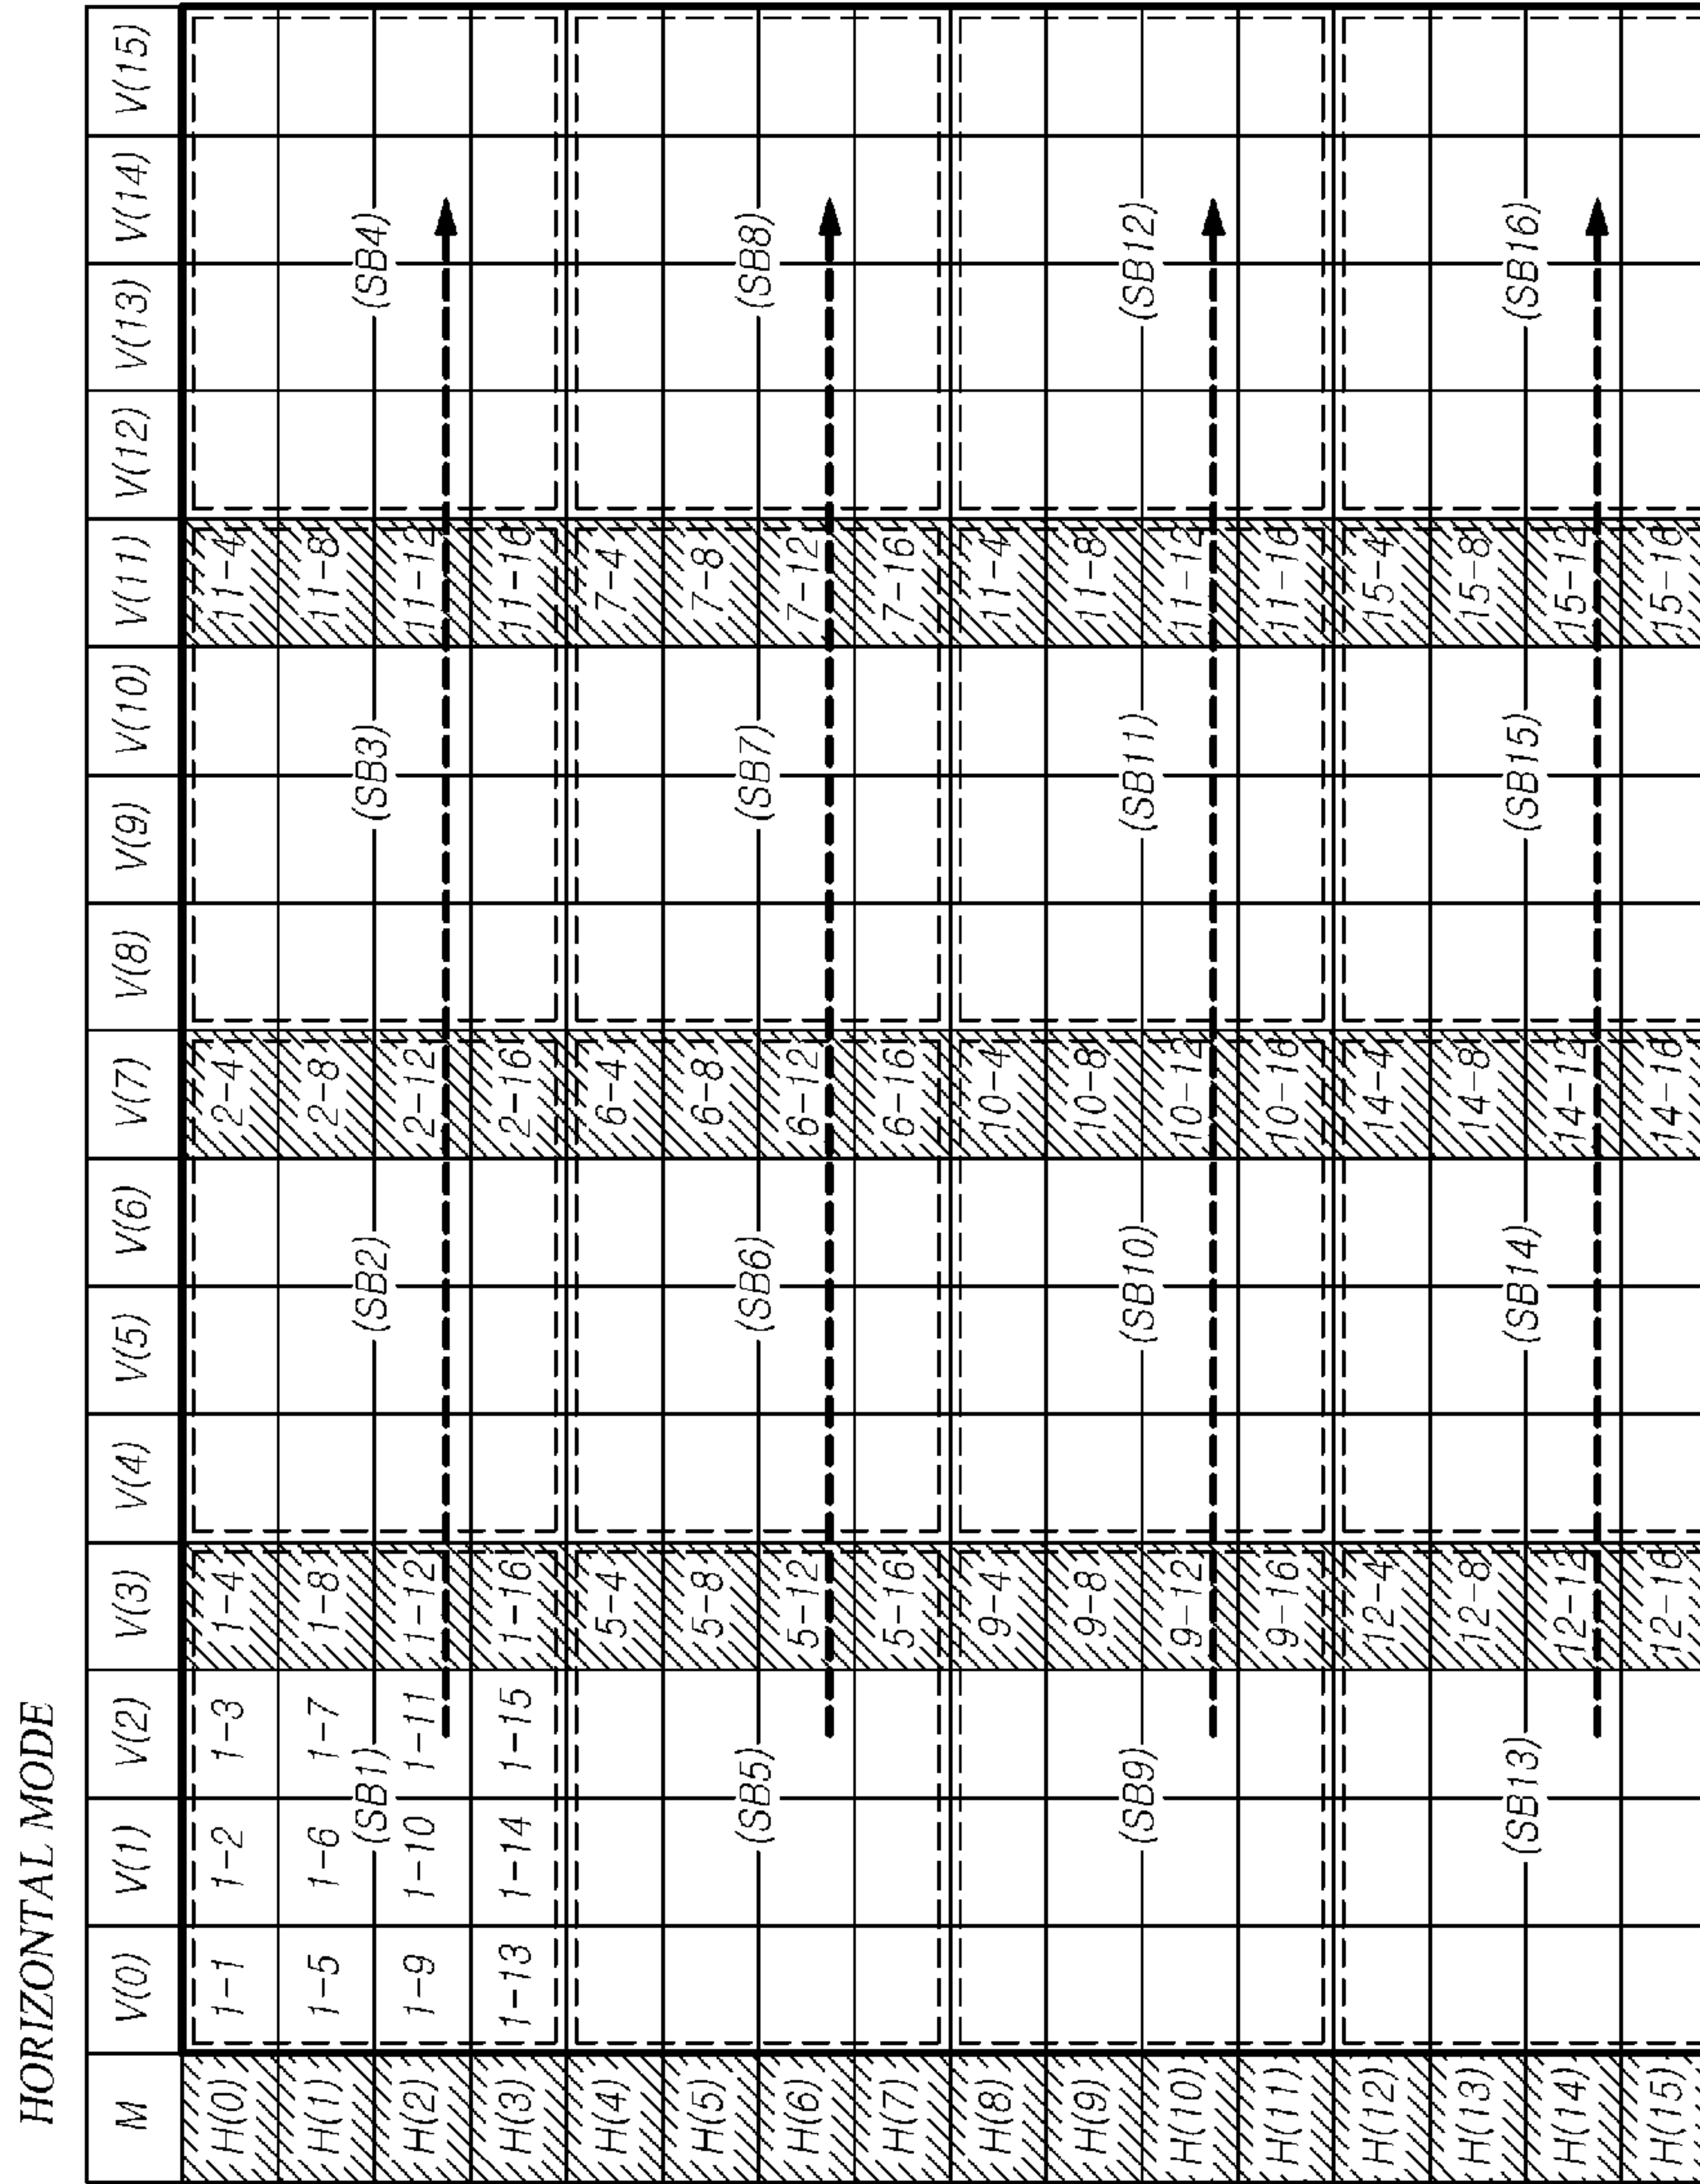 HORIZONTAL MODE
M V(0) V(1) V(2) V(3) V(4) V(5) V(6) V(7) V(8) V(9) V(10) V(11) V(12) V(13) V(14) V(15)
H(0) 1-1 1-2 1-3 1-4 2-4 11-4
H(1) 1-5 1-6 1-7 1-8 2-8 11-8
(SB1) (SB2) (SB3) (SB4)
H(2) 1-9 1-10 1-11 1-12 2-12 11-12
H(3) 1-13 1-14 1-15 1-16 2-16 11-16
H(4) 5-4 6-4 7-4
H(5) 5-8 6-8 7-8
(SB5) (SB6) (SB7) (SB8)
H(6) 5-12 6-12 7-12
H(7) 5-16 6-16 7-16
H(8) 9-4 10-4 11-4
H(9) 9-8 10-8 11-8
(SB9) (SB10) (SB11) (SB12)
H(10) 9-12 10-12 11-12
H(11) 9-16 10-16 11-16
H(12) 12-4 14-4 15-4
H(13) 12-8 14-8 15-8
(SB13) (SB14) (SB15) (SB16)
H(14) 12-12 14-12 15-12
H(15) 12-16 14-16 15-16